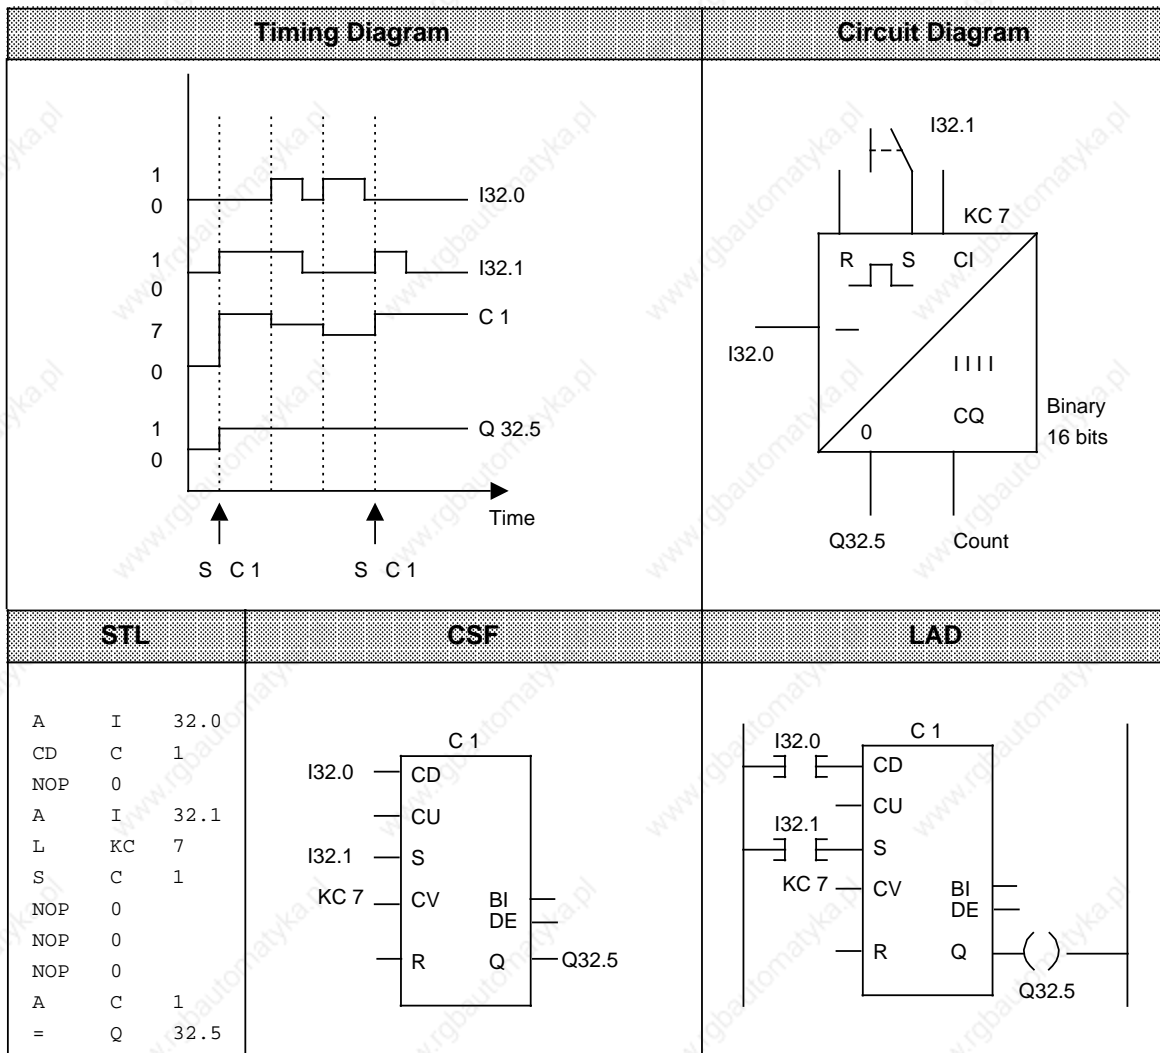 Timing Diagram
Circuit Diagram
1
0
I32.0
1
0
I32.1
7
0
C 1
1
0
Q 32.5
Time
S C 1
S C 1
I32.1
KC 7
R S CI
I32.0
I I I I
CQ
0
Binary
16 bits
Q32.5
Count
STL
CSF
LAD
A I 32.0
CD C 1
NOP 0
A I 32.1
L KC 7
S C 1
NOP 0
NOP 0
NOP 0
A C 1
= Q 32.5
C 1
I32.0
CD
CU
I32.1
S
KC 7
CV
BI
DE
R
Q
Q32.5
C 1
I32.0
CD
CU
I32.1
S
KC 7
CV
BI
DE
R
Q
Q32.5
www.rgbautomatyka.pl